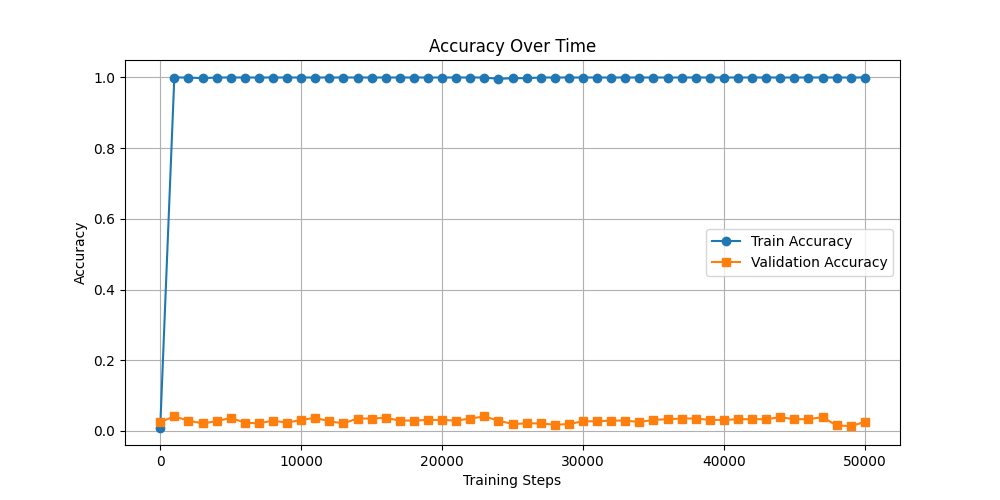 Accuracy Over Time
1.0
0.8
0.6
0.4
0.2
0.0
Accuracy
Train Accuracy
Validation Accuracy
0 10000 20000 30000 40000 50000
Training Steps